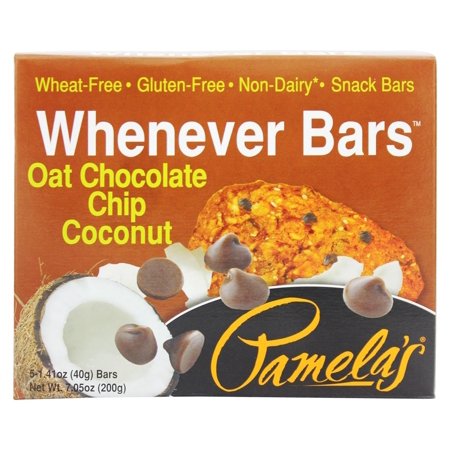 Wheat-Free • Gluten-Free • Non-Dairy* • Snack Bars
Whenever Bars™
Oat Chocolate
Chip
Coconut
Pamela's
5-1.41oz (40g) Bars
Net Wt. 7.05oz (200g)